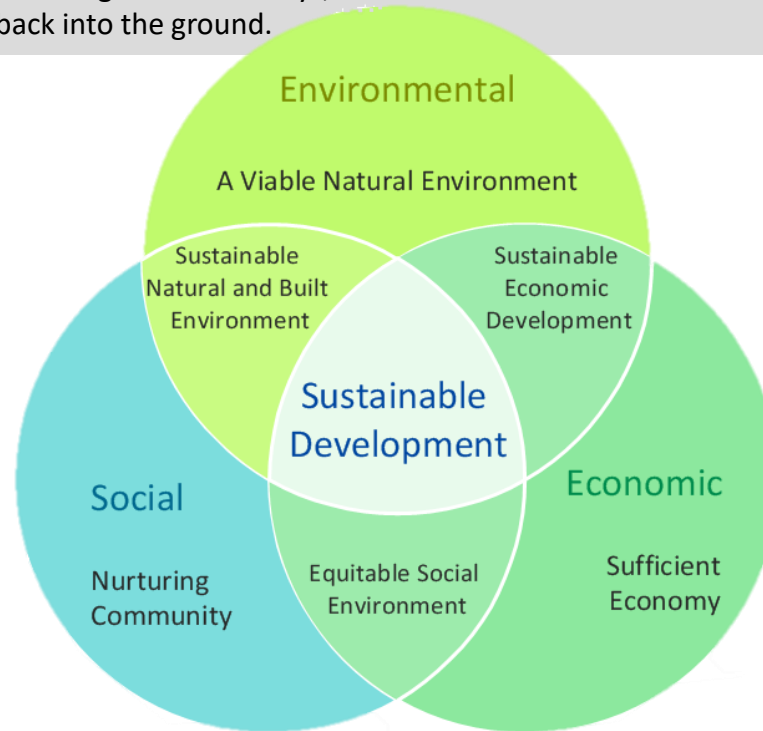 back into the ground.
Environmental
A Viable Natural Environment
Sustainable
Natural and Built
Environment
Sustainable
Economic
Development
Sustainable
Development
Social
Nurturing
Community
Economic
Sufficient
Economy
Equitable Social
Environment